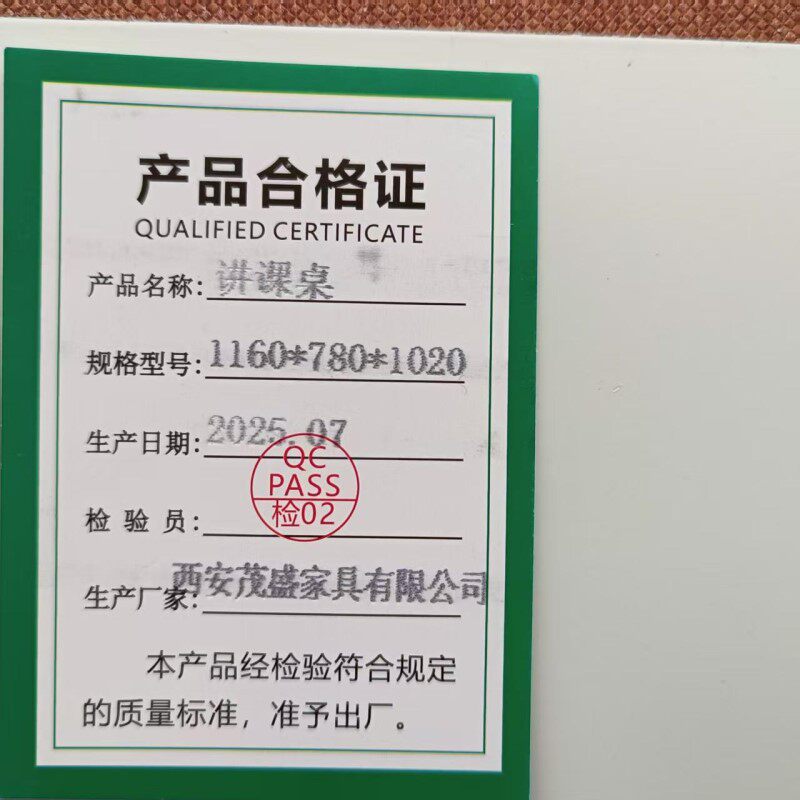 产品合格证
QUALIFIED CERTIFICATE
产品名称：讲课桌
规格型号：1160*780*1020
生产日期：2025.07
QC
PASS
检02
检 验 员：
生产厂家：西安茂盛家具有限公司
本产品经检验符合规定
的质量标准，准予出厂。